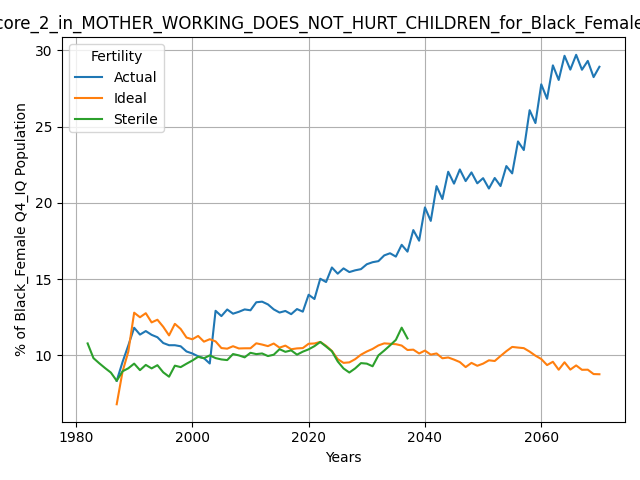 core_2_in_MOTHER_WORKING_DOES_NOT_HURT_CHILDREN_for_Black_Female
Fertility
Actual
Ideal
Sterile
% of Black_Female Q4_IQ Population
30
25
20
15
10
1980
2000
2020
2040
2060
Years